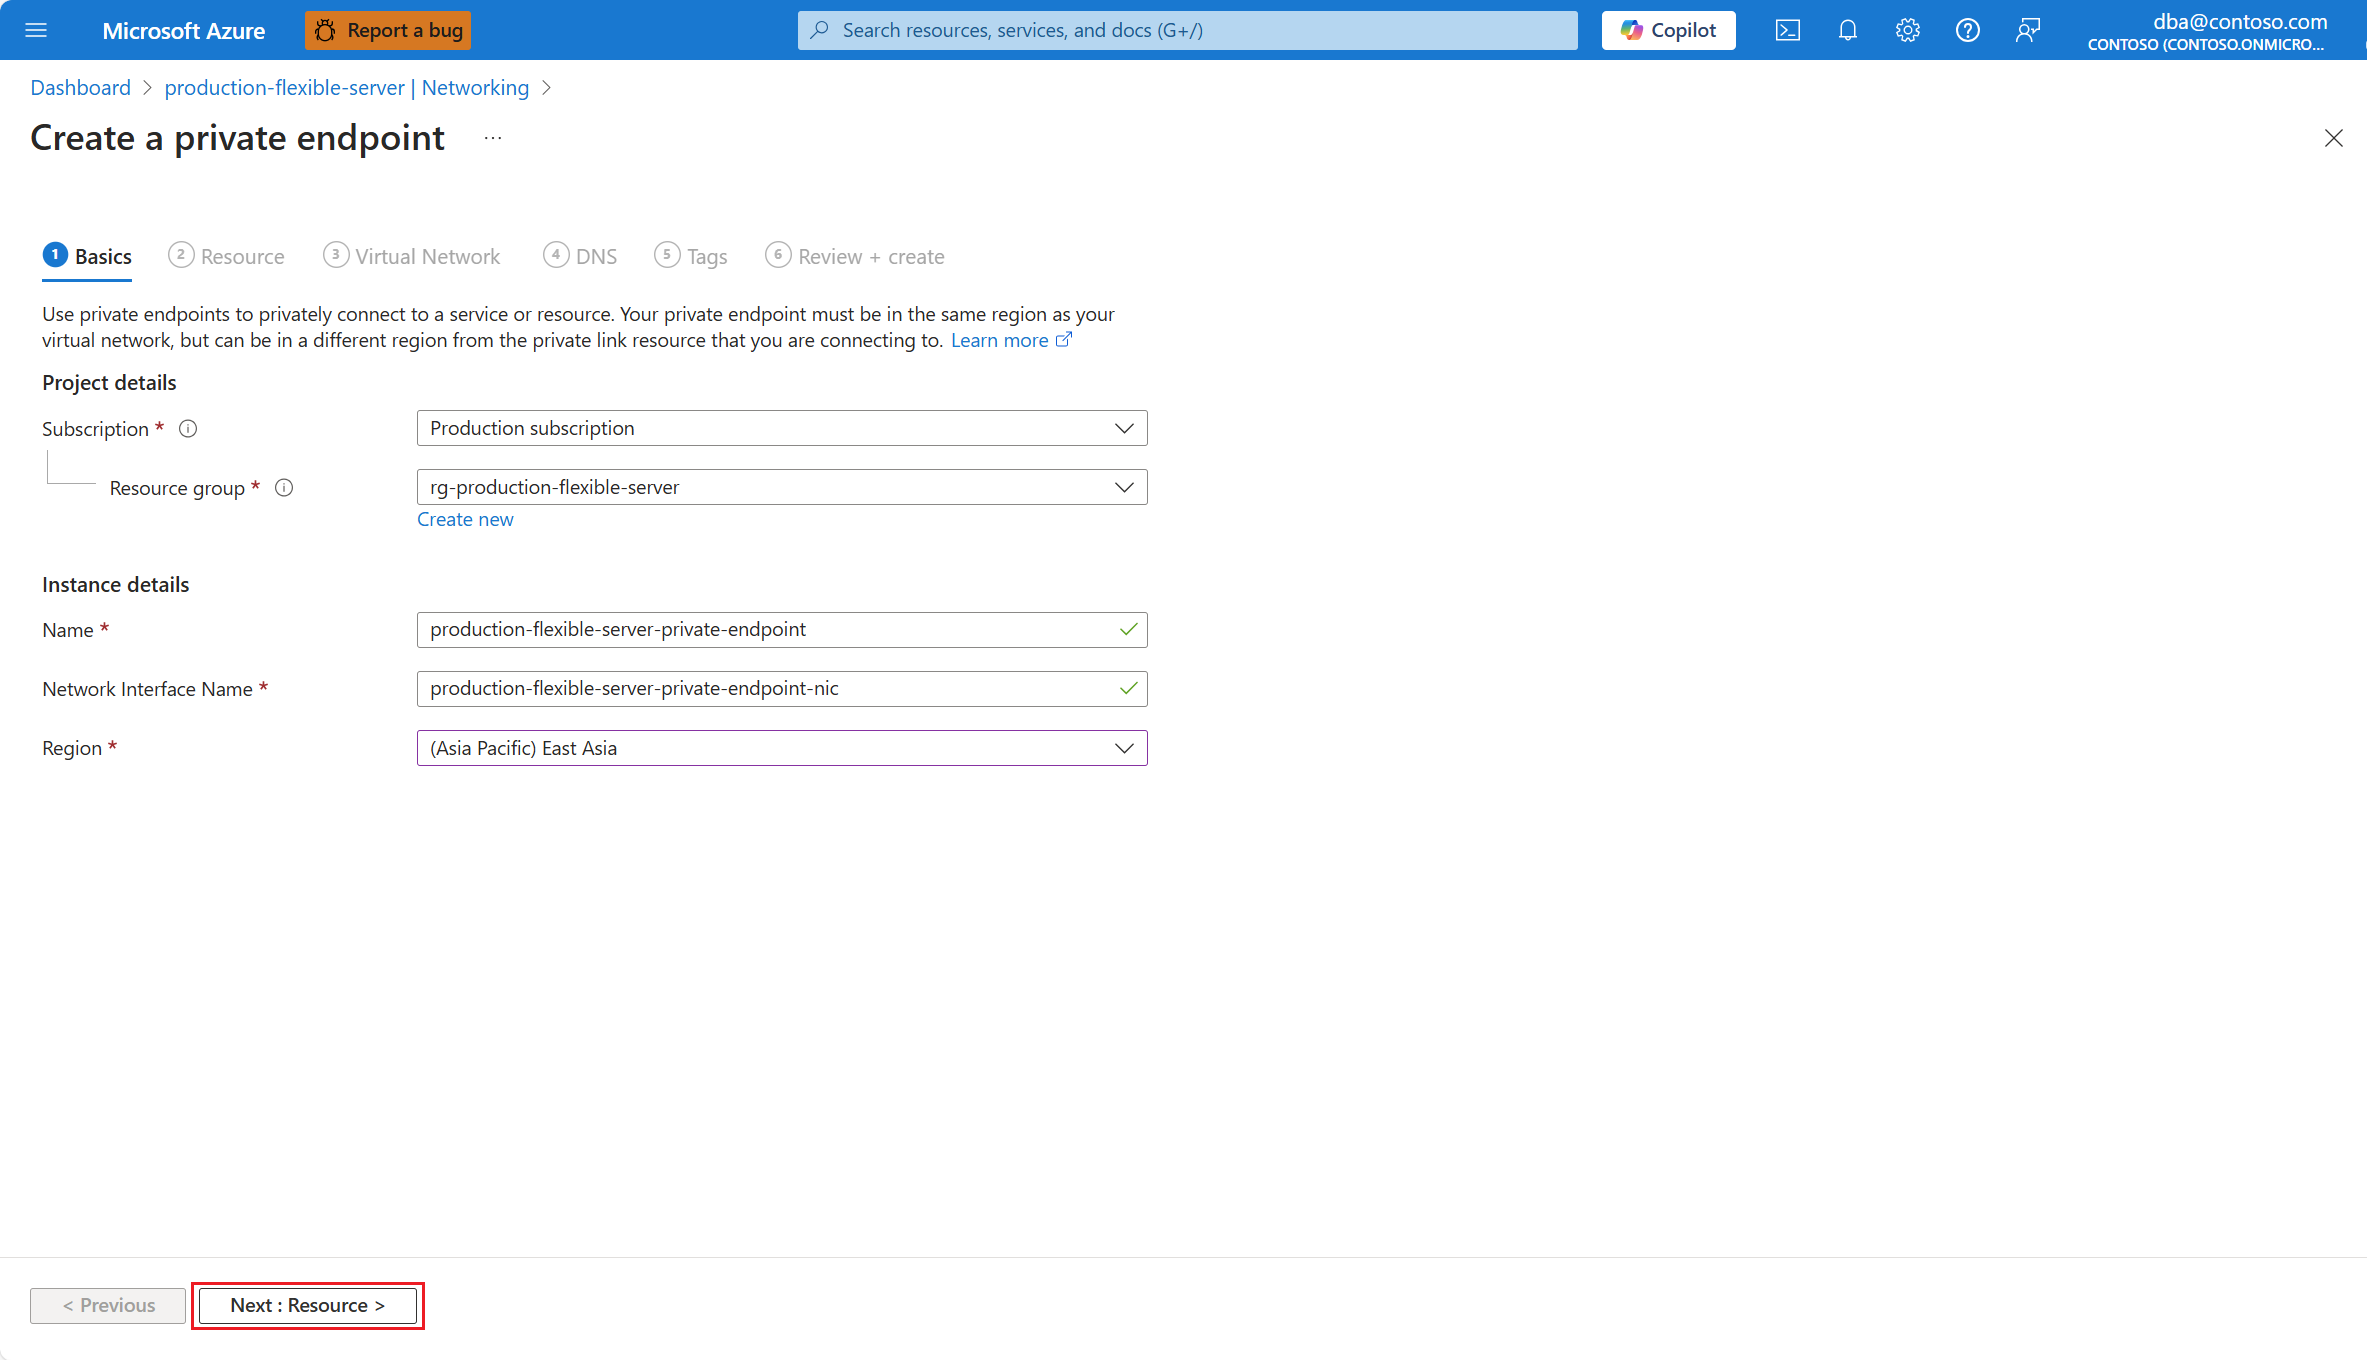 Microsoft Azure
Report a bug
Search resources, services, and docs (G+/)
Copilot
dba@contoso.com
CONTOSO (CONTOSO.ONMICRO...
Dashboard > production-flexible-server | Networking >
Create a private endpoint ...
1 Basics
2 Resource
3 Virtual Network
4 DNS
5 Tags
6 Review + create
Use private endpoints to privately connect to a service or resource. Your private endpoint must be in the same region as your
virtual network, but can be in a different region from the private link resource that you are connecting to. Learn more
Project details
Subscription *
Production subscription
Resource group *
rg-production-flexible-server
Create new
Instance details
Name *
production-flexible-server-private-endpoint
Network Interface Name *
production-flexible-server-private-endpoint-nic
Region *
(Asia Pacific) East Asia
< Previous
Next : Resource >